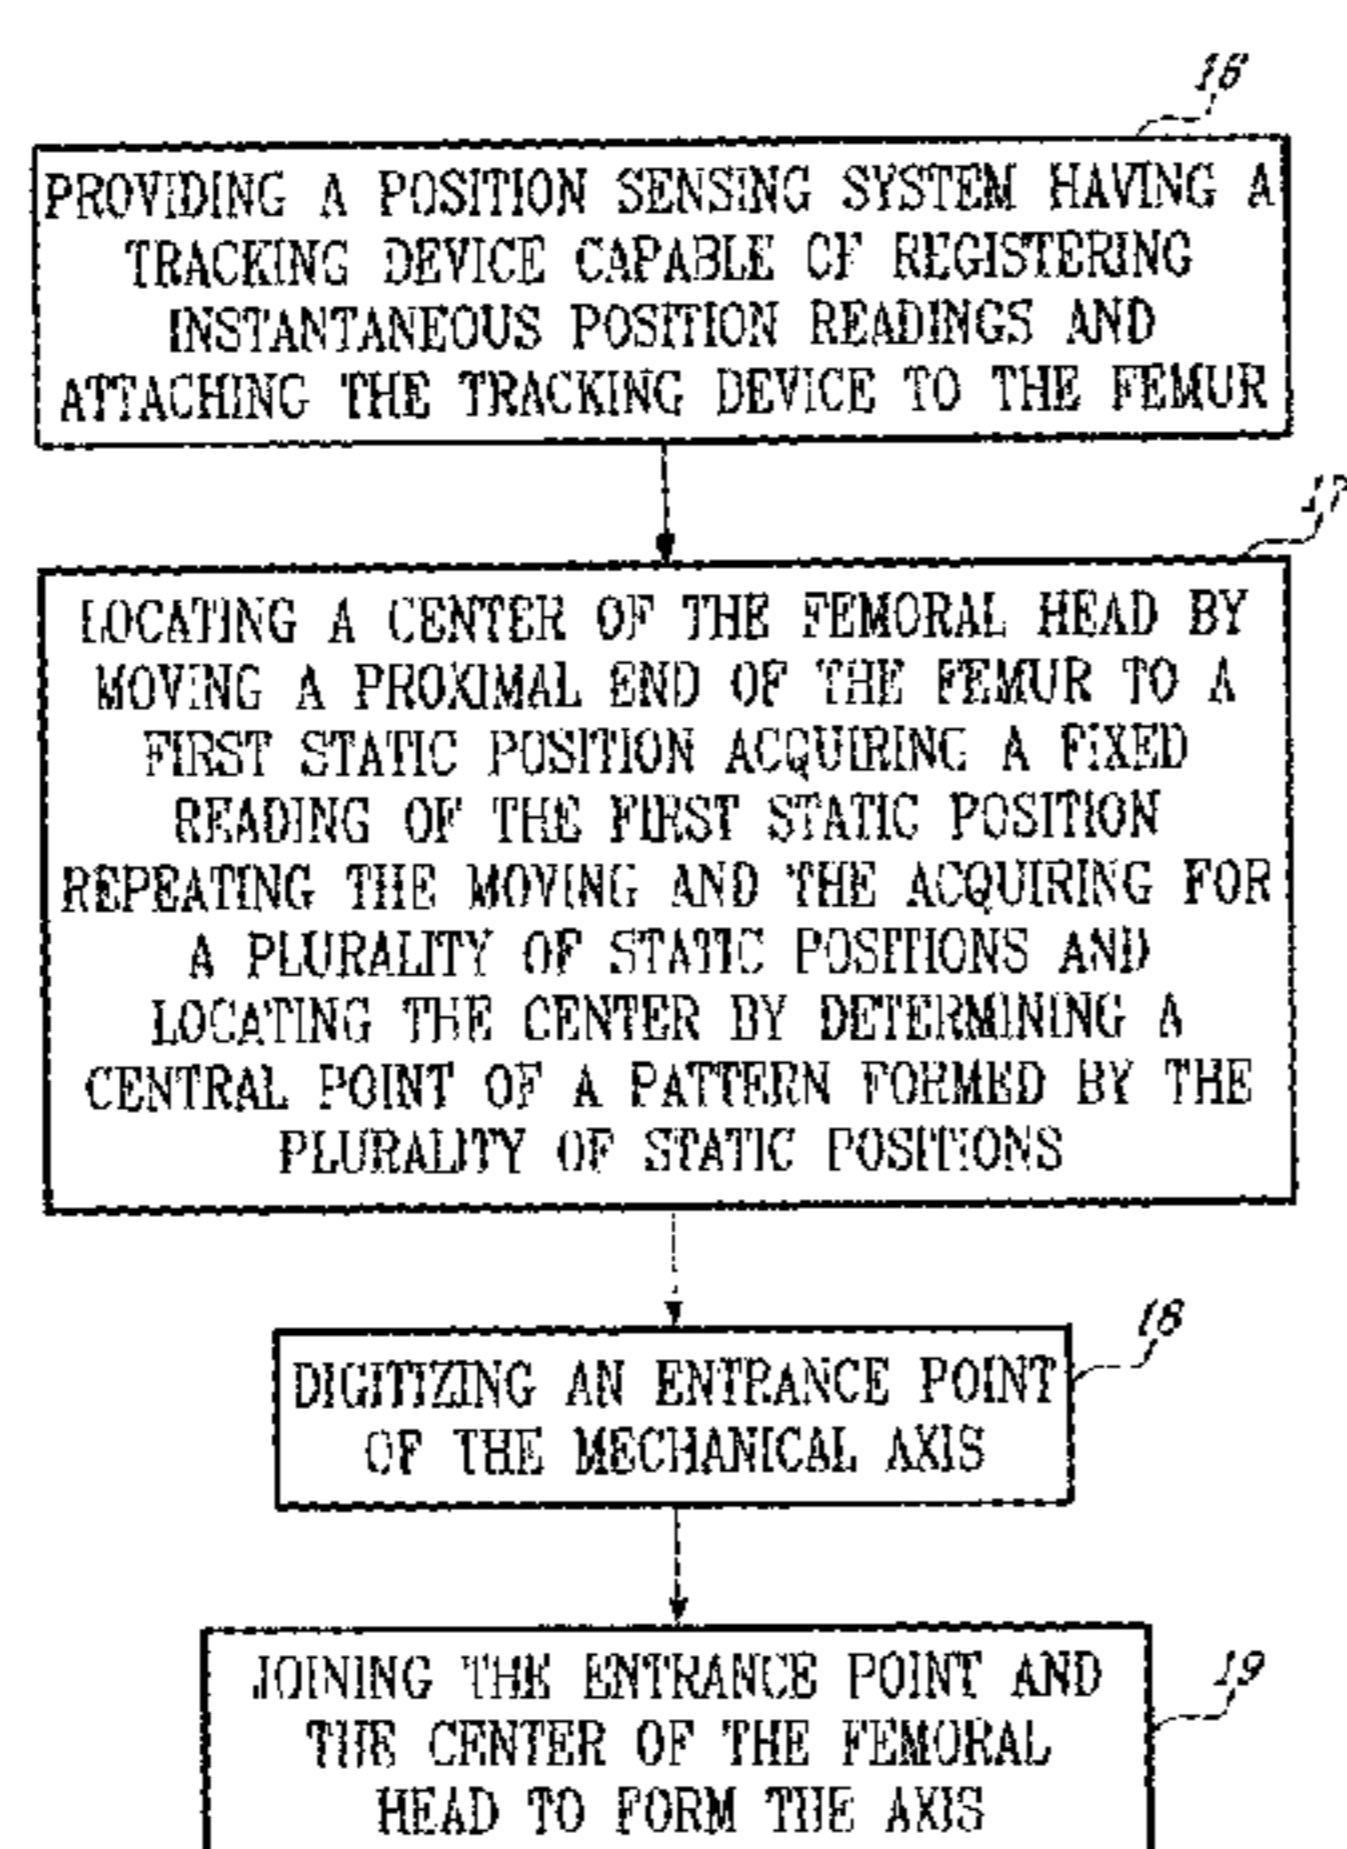 16
PROVIDING A POSITION SENSING SYSTEM HAVING A
TRACKING DEVICE CAPABLE OF REGISTERING
INSTANTANEOUS POSITION READINGS AND
ATTACHING THE TRACKING DEVICE TO THE FEMUR
17
LOCATING A CENTER OF THE FEMORAL HEAD BY
MOVING A PROXIMAL END OF THE FEMUR TO A
FIRST STATIC POSITION ACQUIRING A FIXED
READING OF THE FIRST STATIC POSITION
REPEATING THE MOVING AND THE ACQUIRING FOR
A PLURALITY OF STATIC POSITIONS AND
LOCATING THE CENTER BY DETERMINING A
CENTRAL POINT OF A PATTERN FORMED BY THE
PLURALITY OF STATIC POSITIONS
18
DIGITIZING AN ENTRANCE POINT
OF THE MECHANICAL AXIS
19
JOINING THE ENTRANCE POINT AND
THE CENTER OF THE FEMORAL
HEAD TO FORM THE AXIS